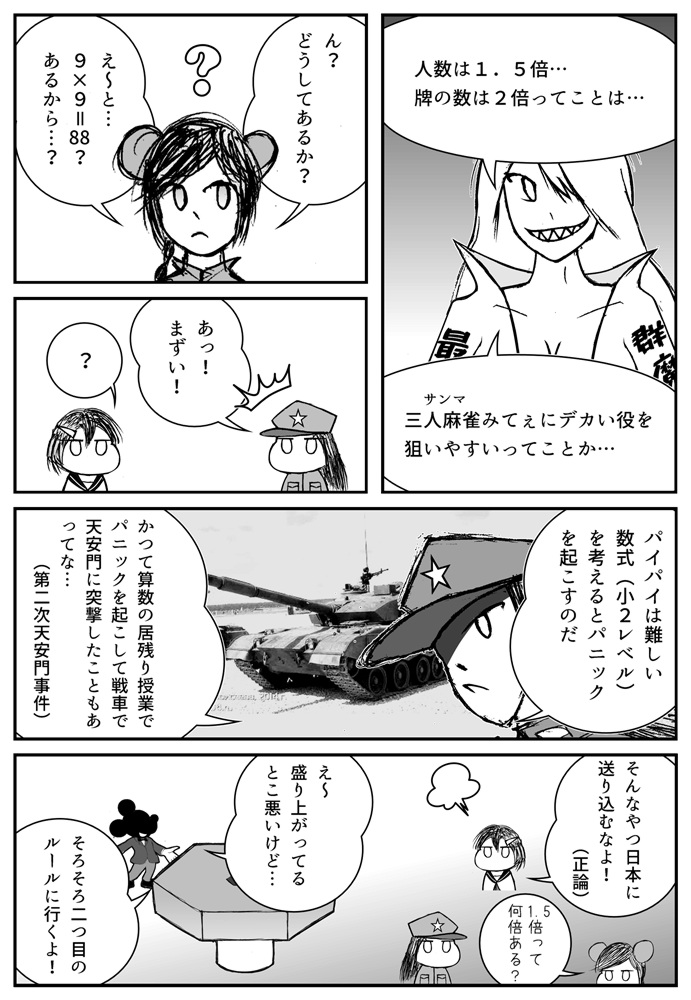 人数は１．５倍…
牌の数は２倍ってことは…
群魔
最
サンマ
三人麻雀みてぇにデカい役を
狙いやすいってことか…
ん？
どうしてあるか？
？
え～と…
９×９＝88？
あるから…？
あっ！
まずい！
？
パイパイは難しい
数式（小２レベル）
を考えるとパニック
を起こすのだ
かつて算数の居残り授業で
パニックを起こして戦車で
天安門に突撃したこともあ
ってな…
（第二次天安門事件）
そんなやつ日本に
送り込むなよ！
（正論）
1.5
倍って
何倍ある？
え～
盛り上がってる
とこ悪いけど…
そろそろ二つ目の
ルールに行くよ！